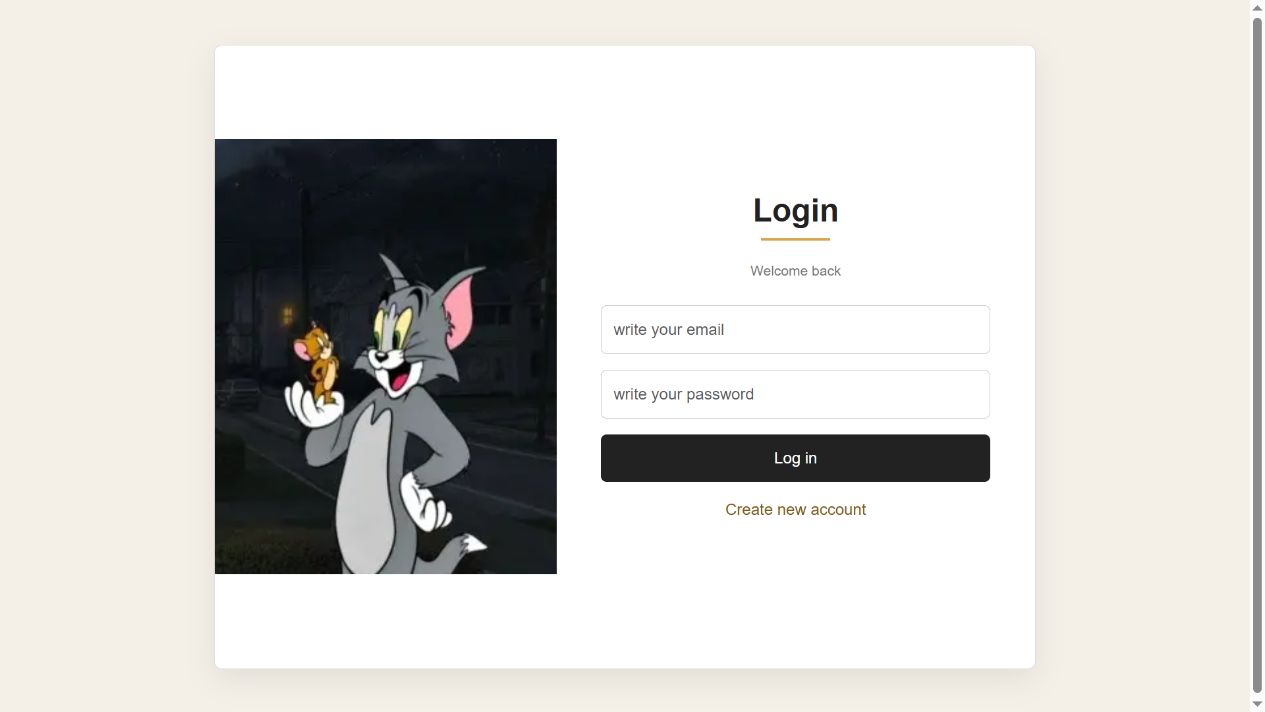 Login
Welcome back
write your email
write your password
Log in
Create new account